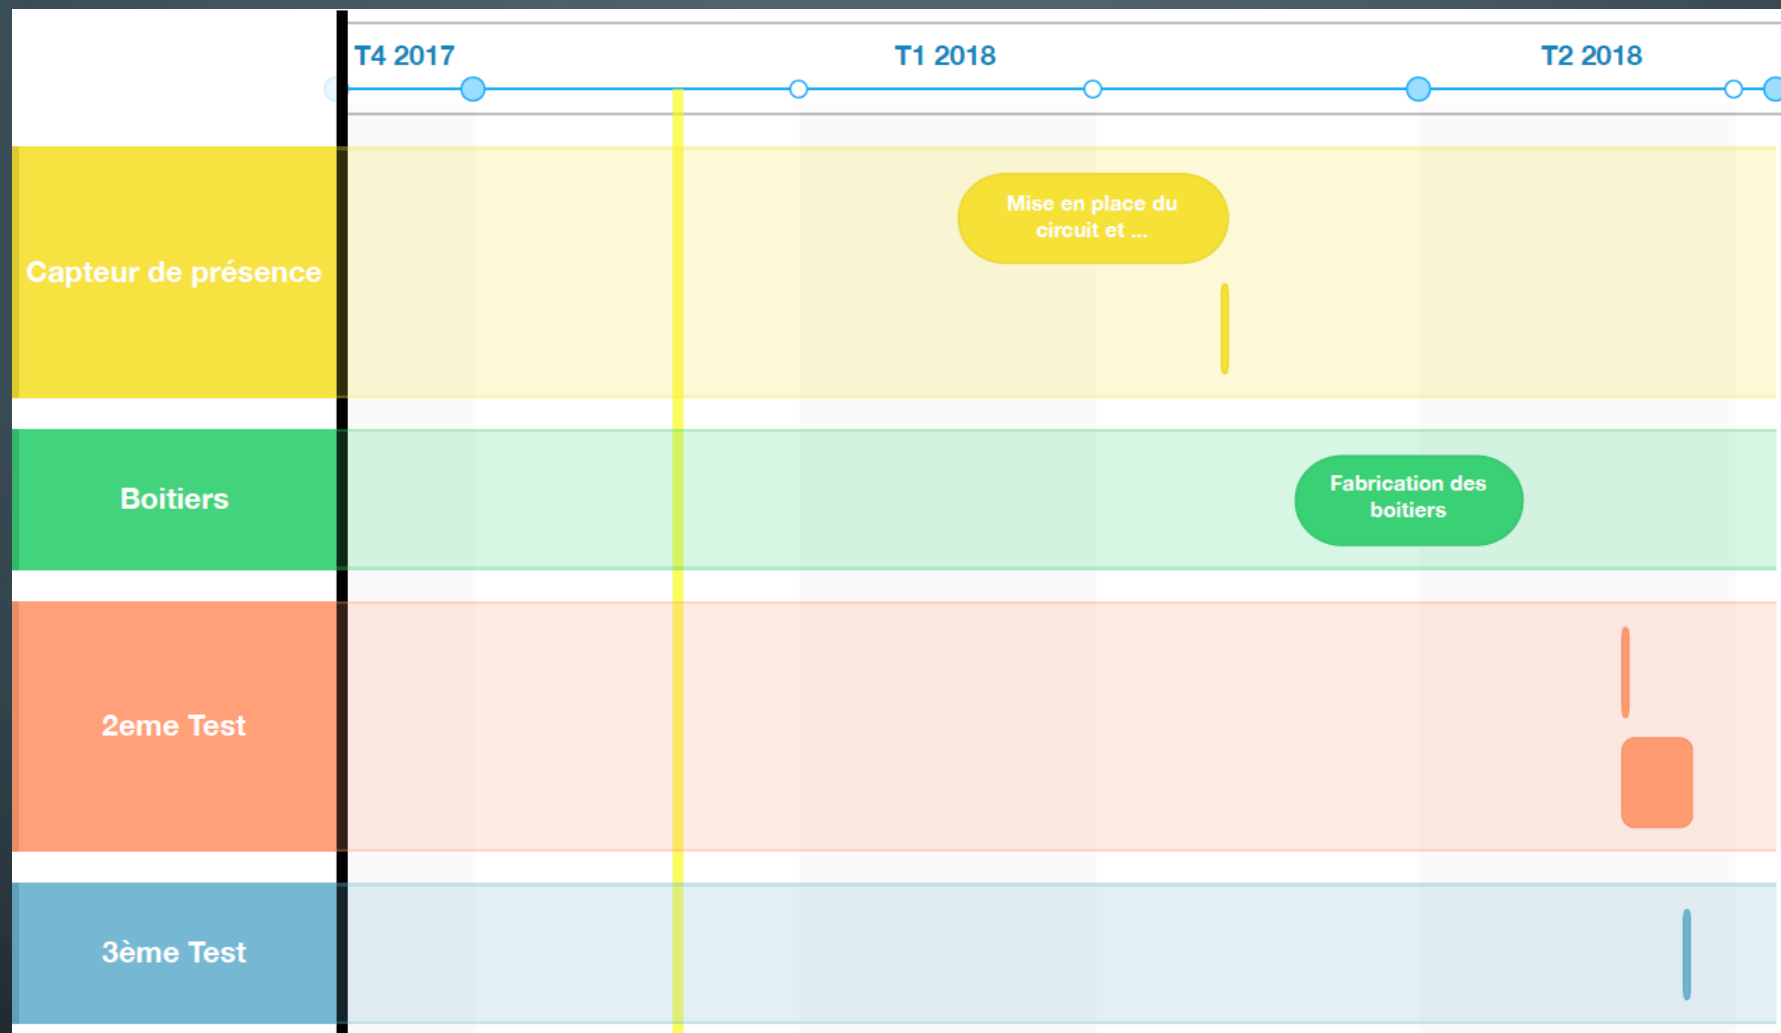 T4 2017
T1 2018
T2 2018
Capteur de présence
Mise en place du
circuit et ...
Boitiers
Fabrication des
boitiers
2eme Test
3ème Test